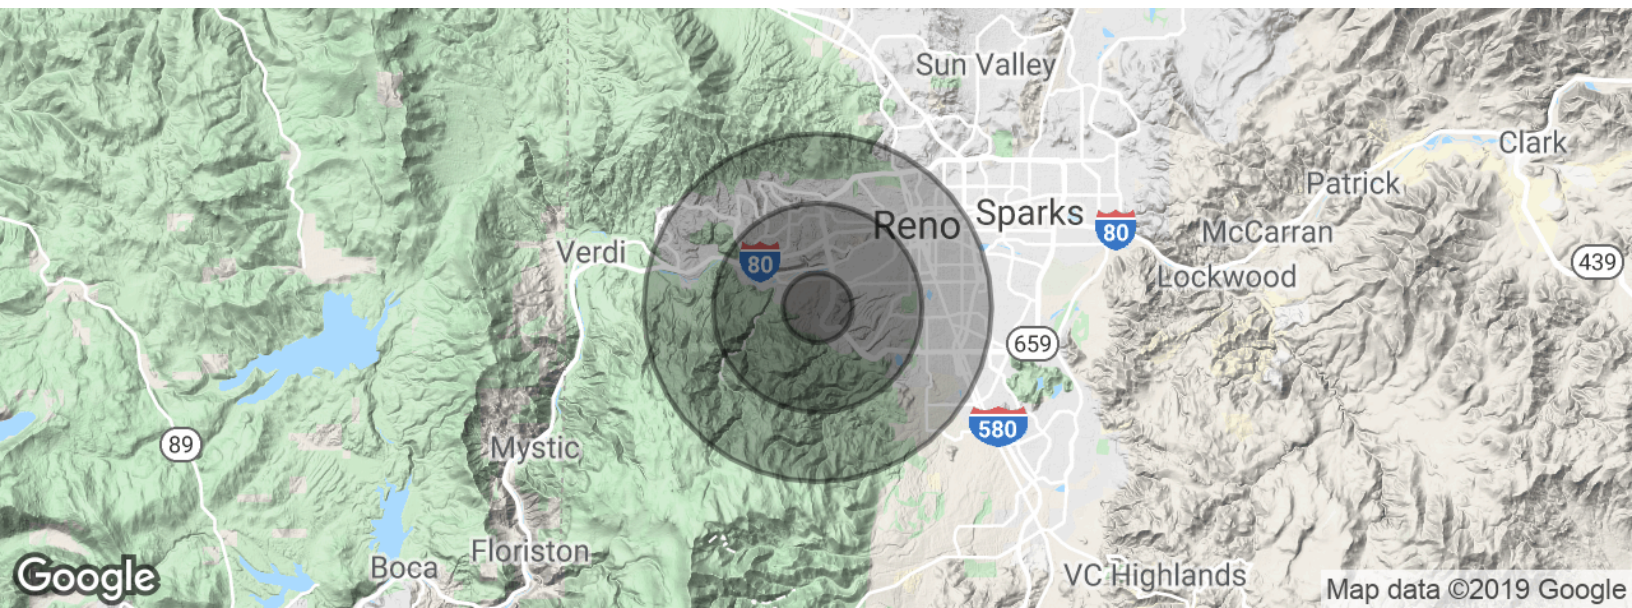 Sun Valley
Clark
Patrick
Reno
Sparks
80
McCarran
Verdi
80
439
Lockwood
659
580
89
Mystic
Floriston
Boca
VC Highlands
Google
Map data ©2019 Google